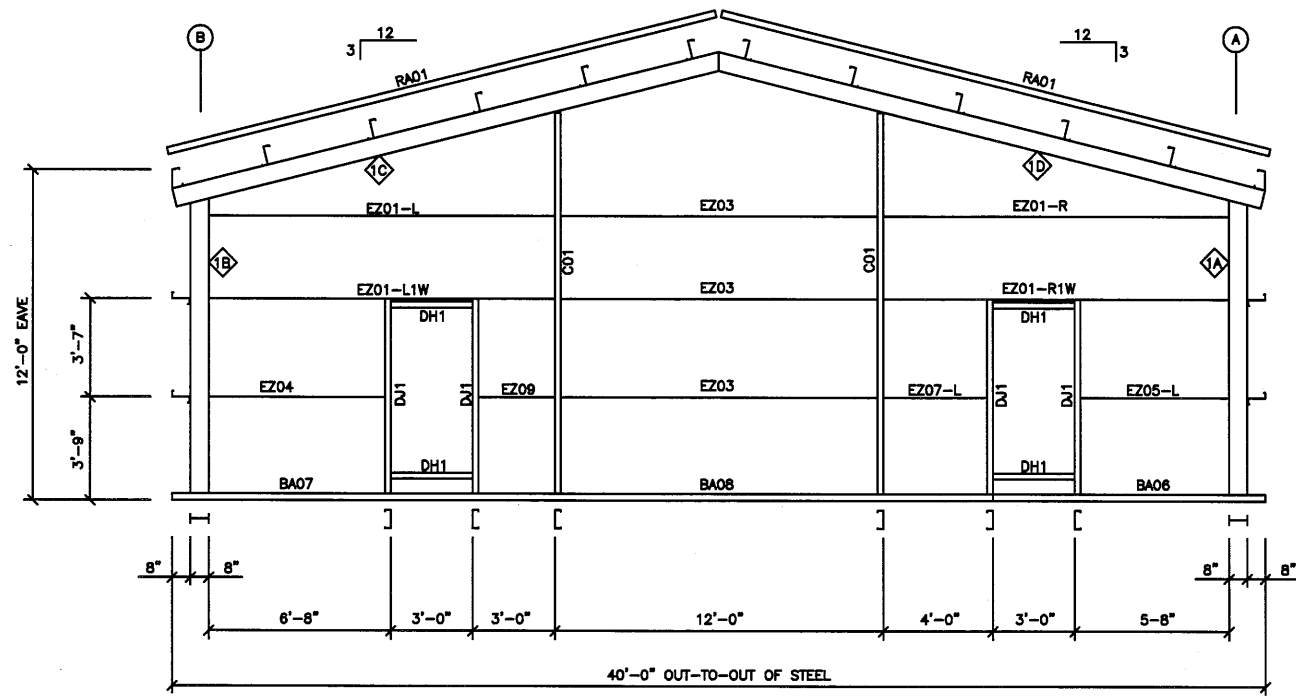 B
12
3
12
3
A
RA01
RA01
1C
1D
EZ01-L
EZ03
EZ01-R
1B
C01
C01
1A
12'-0" EAVE
EZ01-L1W
EZ03
EZ01-R1W
DH1
DH1
3'-7"
EZ04
DJ1
DJ1
EZ09
EZ03
EZ07-L
DJ1
DJ1
EZ05-L
3'-9"
DH1
DH1
BA07
BA08
BA06
8"
8"
8"
8"
6'-8"
3'-0"
3'-0"
12'-0"
4'-0"
3'-0"
5-8"
40'-0" OUT-TO-OUT OF STEEL